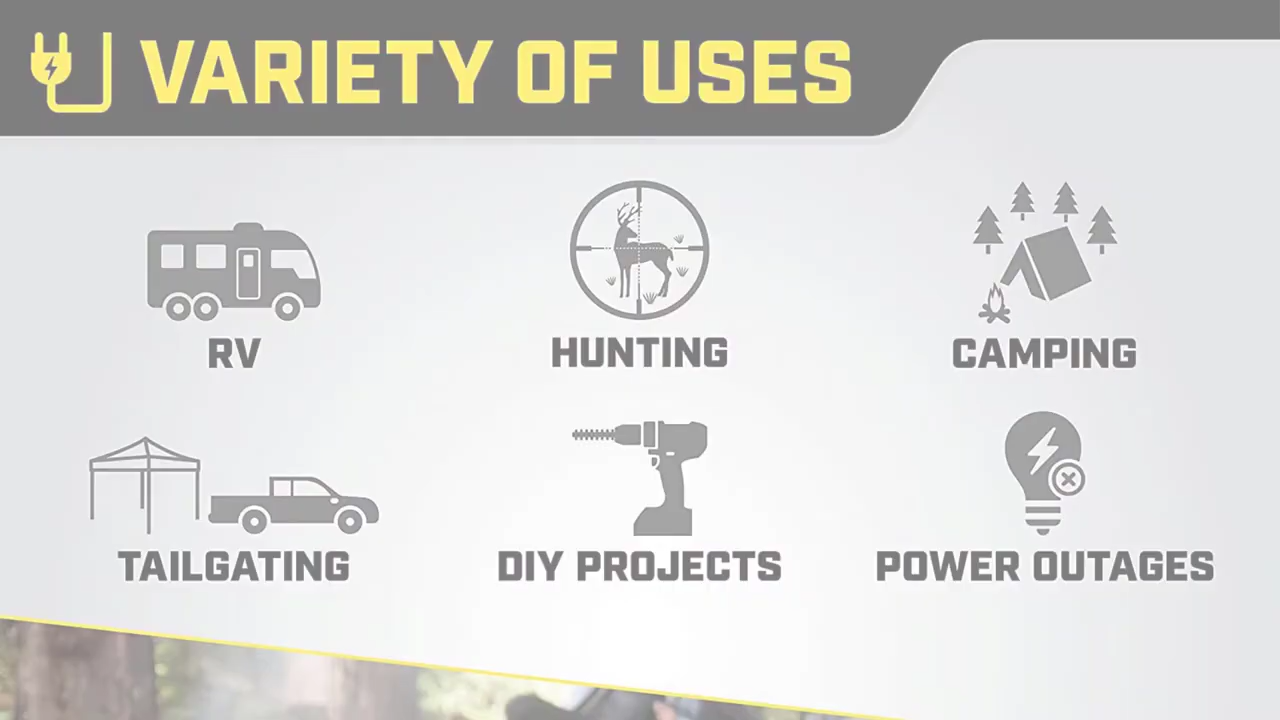 VARIETY OF USES
RV
HUNTING
CAMPING
TAILGATING
DIY PROJECTS
POWER OUTAGES